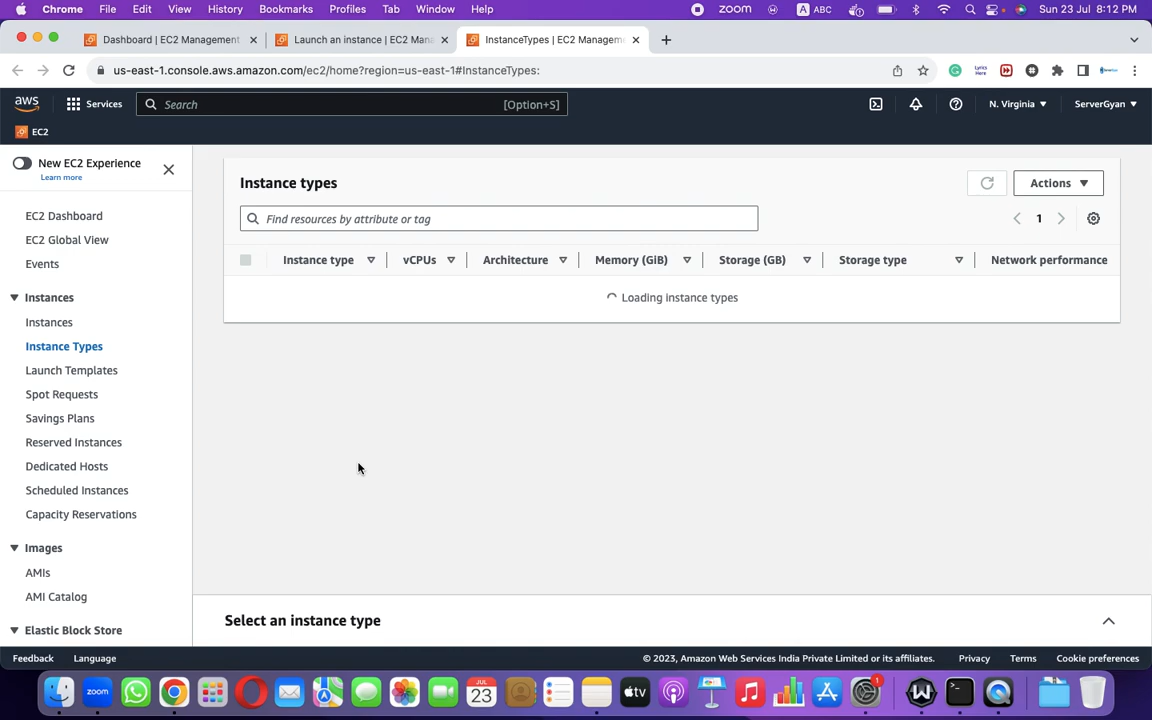 Chrome File Edit View History Bookmarks Profiles Tab Window Help zoom A ABC Sun 23 Jul 8:12 PM
Dashboard | EC2 Management Launch an instance | EC2 Mana InstanceTypes | EC2 Managem
us-east-1.console.aws.amazon.com/ec2/home?region=us-east-1#InstanceTypes:
aws Services Search [Option+S] N. Virginia ServerGyan
EC2
New EC2 Experience
Learn more
EC2 Dashboard
EC2 Global View
Events
Instances
Instances
Instance Types
Launch Templates
Spot Requests
Savings Plans
Reserved Instances
Dedicated Hosts
Scheduled Instances
Capacity Reservations
Images
AMIs
AMI Catalog
Elastic Block Store
Instance types
Actions
Find resources by attribute or tag
1
Instance type vCPUs Architecture Memory (GiB) Storage (GB) Storage type Network performance
Loading instance types
Select an instance type
Feedback Language © 2023, Amazon Web Services India Private Limited or its affiliates. Privacy Terms Cookie preferences
zoom JUL 23 tv 1